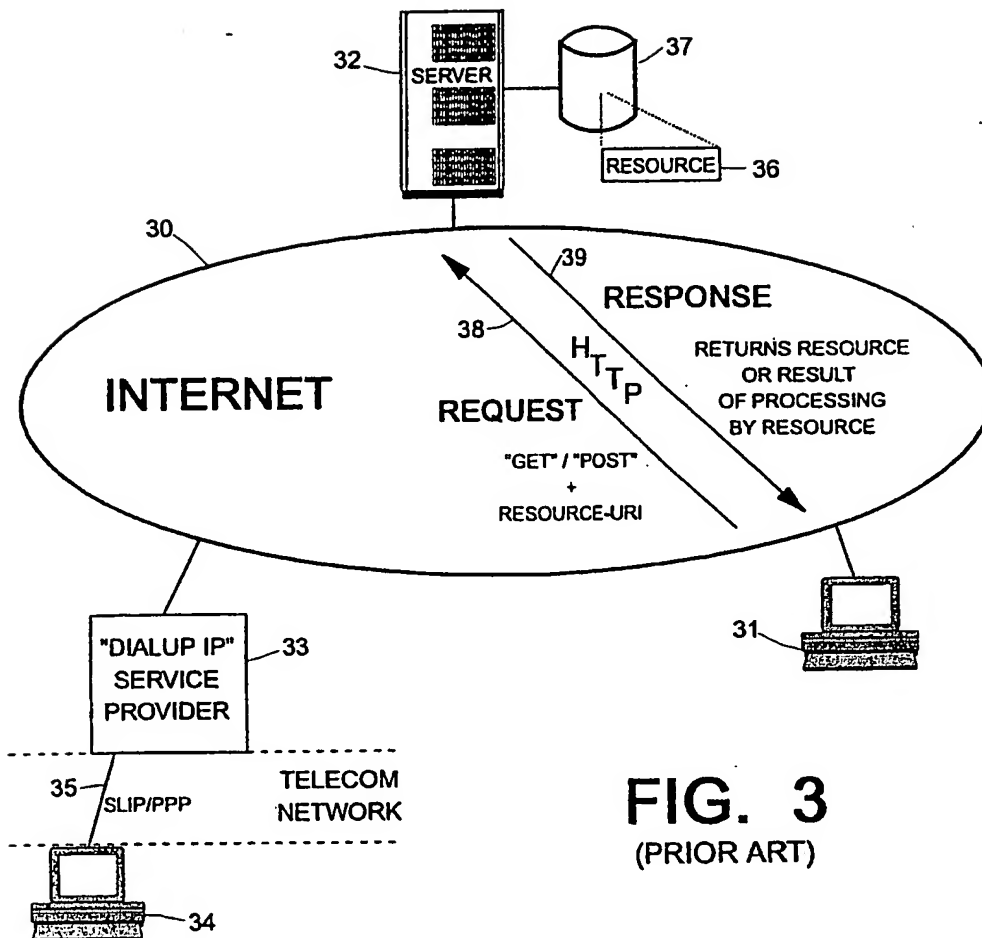 32
SERVER
37
RESOURCE
36
30
39
RESPONSE
38
HTTP
RETURNS RESOURCE
OR RESULT
OF PROCESSING
BY RESOURCE
INTERNET
REQUEST
"GET" / "POST"
+
RESOURCE-URI
31
"DIALUP IP"
SERVICE
PROVIDER
33
35
SLIP/PPP
TELECOM
NETWORK
34
FIG. 3
(PRIOR ART)